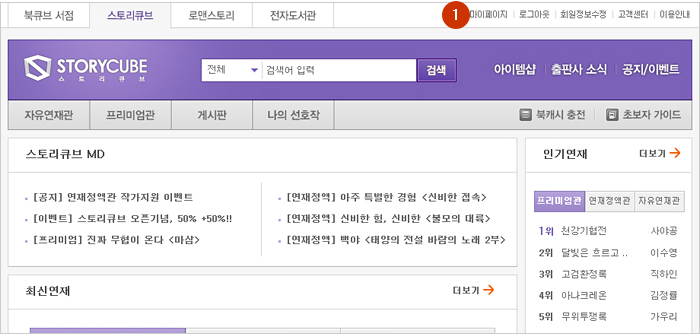 북큐브 서점 스토리큐브 로맨스토리 전자도서관 1 마이페이지 로그아웃 회원정보수정 고객센터 이용안내
STORYCUBE
스토리큐브
전체 검색어 입력 검색 아이템샵 출판사 소식 공지/이벤트
자유연재관 프리미엄관 게시판 나의 선호작 북캐시 충전 초보자 가이드
스토리큐브 MD
[공지] 연재정액관 작가지원 이벤트
[이벤트] 스토리큐브 오픈기념, 50% +50%!!
[프리미엄] 진짜 무협이 온다 <마삼>
[연재정액] 아주 특별한 경험 <신비한 접속>
[연재정액] 신비한 힘, 신비한 <불모의 대륙>
[연재정액] 백야 <태양의 전설 바람의 노래 2부>
인기연재 더보기
프리미엄관 연재정액관 자유연재관
1위 천강기협전 사야공
2위 달빛은 흐르고 .. 이수영
3위 고검환정록 직하인
4위 아나크레온 김정률
5위 무위투쟁록 가우리
최신연재 더보기